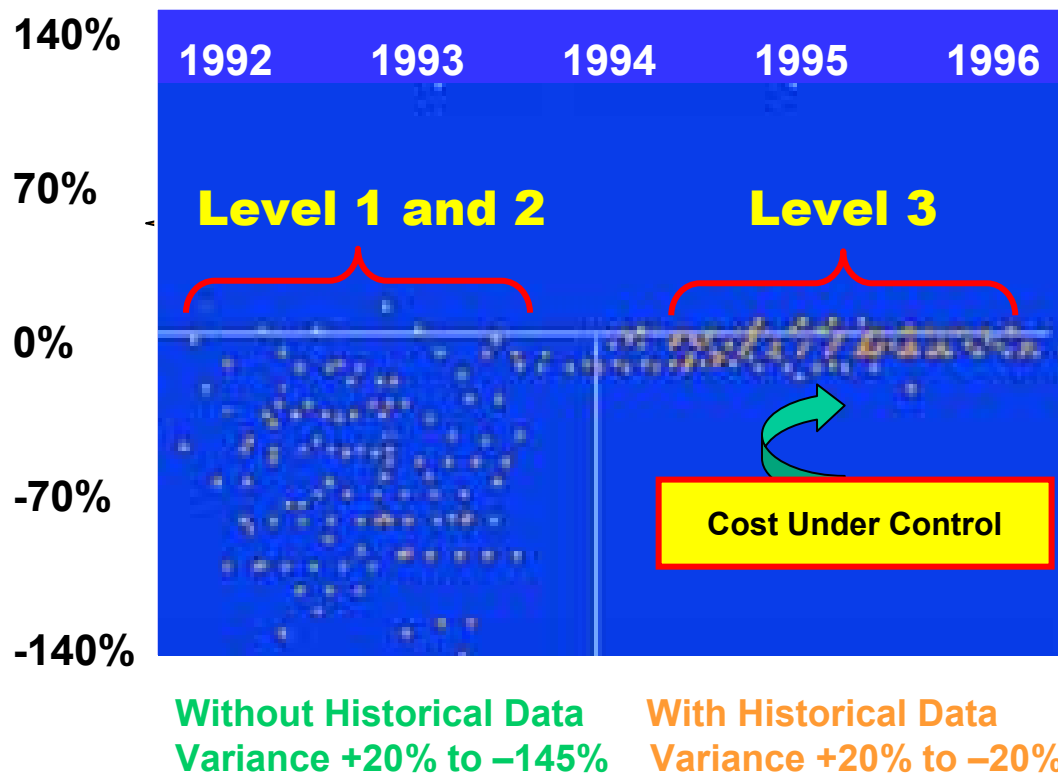 140%
1992 1993 1994 1995 1996
70%
Level 1 and 2 Level 3
0%
-70%
Cost Under Control
-140%
Without Historical Data With Historical Data
Variance +20% to –145% Variance +20% to –20%